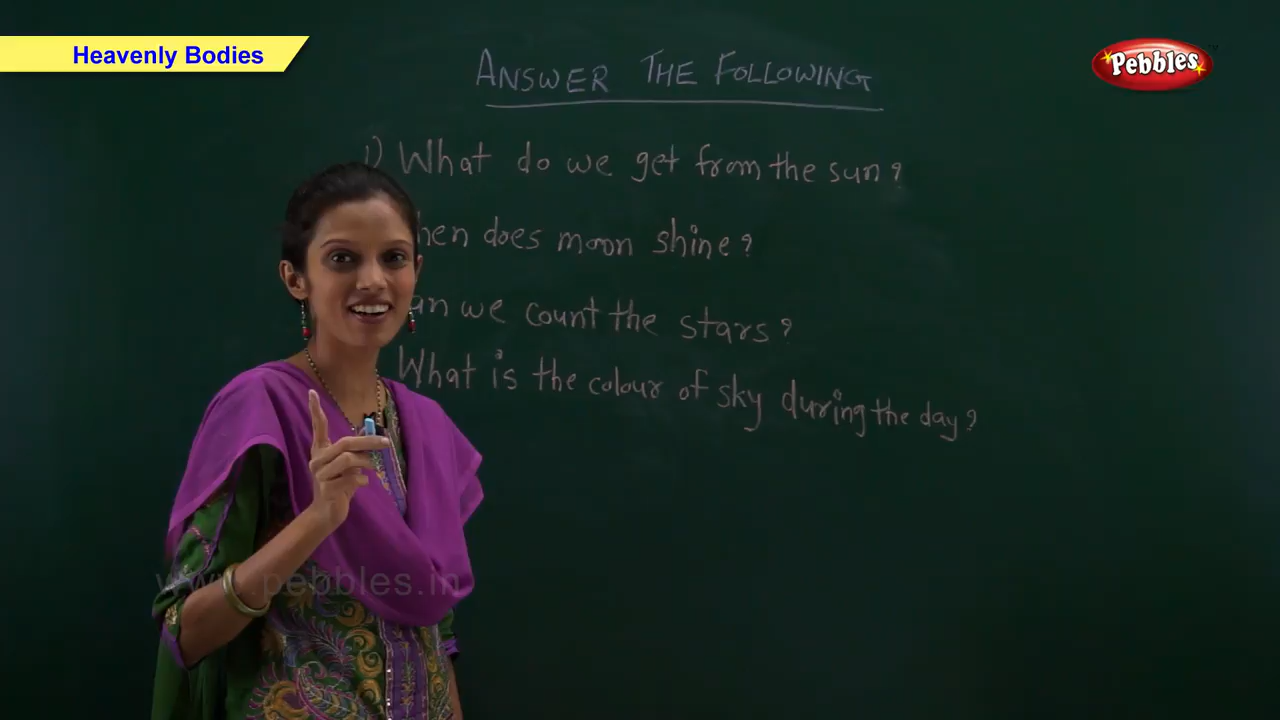 Heavenly Bodies
Pebbles
ANSWER THE FOLLOWING
1) What do we get from the sun?
hen does moon shine?
an we count the stars?
What is the colour of sky during the day?
www.pebbles.in